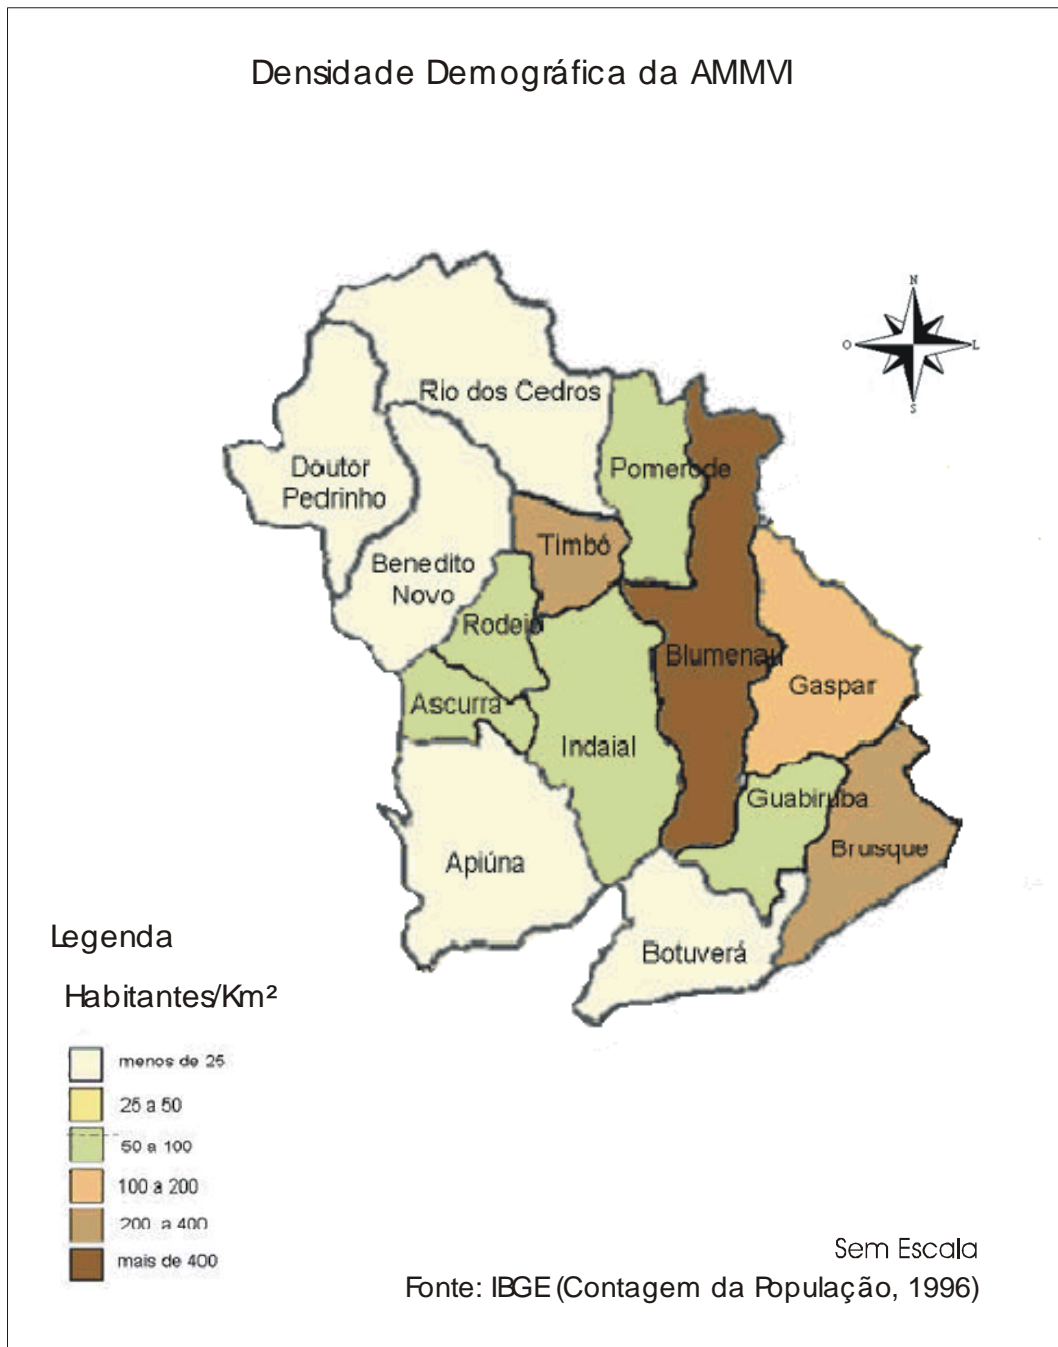 Densidade Demográfica da AMMVI
N
O
L
S
Rio dos Cedros
Pomerode
Doutor
Pedrinho
Timbó
Benedito
Novo
Rodeio
Blumenau
Gaspar
Ascurra
Indaial
Guabiruba
Brusque
Apiúna
Botuverá
Legenda
Habitantes/Km²
menos de 25
25 a 50
50 a 100
100 a 200
200 a 400
mais de 400
Sem Escala
Fonte: IBGE (Contagem da População, 1996)